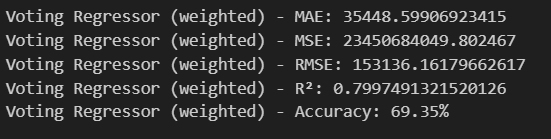 Voting Regressor (weighted) - MAE: 35448.59906923415
Voting Regressor (weighted) - MSE: 23450684049.802467
Voting Regressor (weighted) - RMSE: 153136.16179662617
Voting Regressor (weighted) - R²: 0.7997491321520126
Voting Regressor (weighted) - Accuracy: 69.35%